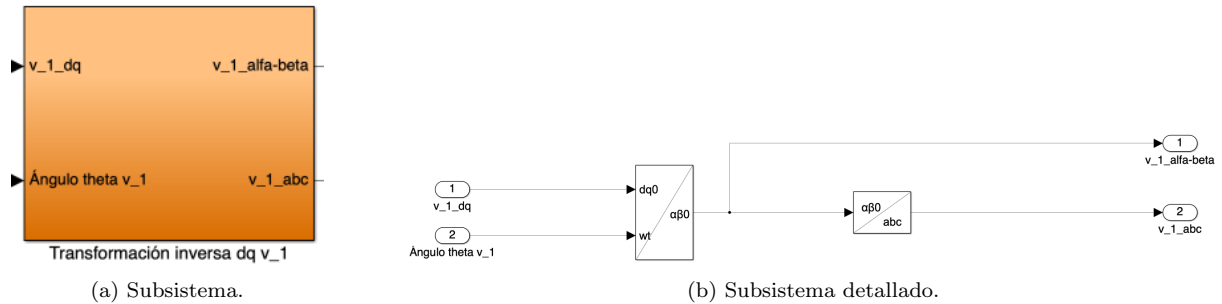 v_1_dq
v_1_alfa-beta
Ángulo theta v_1
v_1_abc
Transformación inversa dq v_1
(a) Subsistema.
1
v_1_dq
2
Ángulo theta v_1
dq0
wt
αβ0
αβ0
abc
1
v_1_alfa-beta
2
v_1_abc
(b) Subsistema detallado.